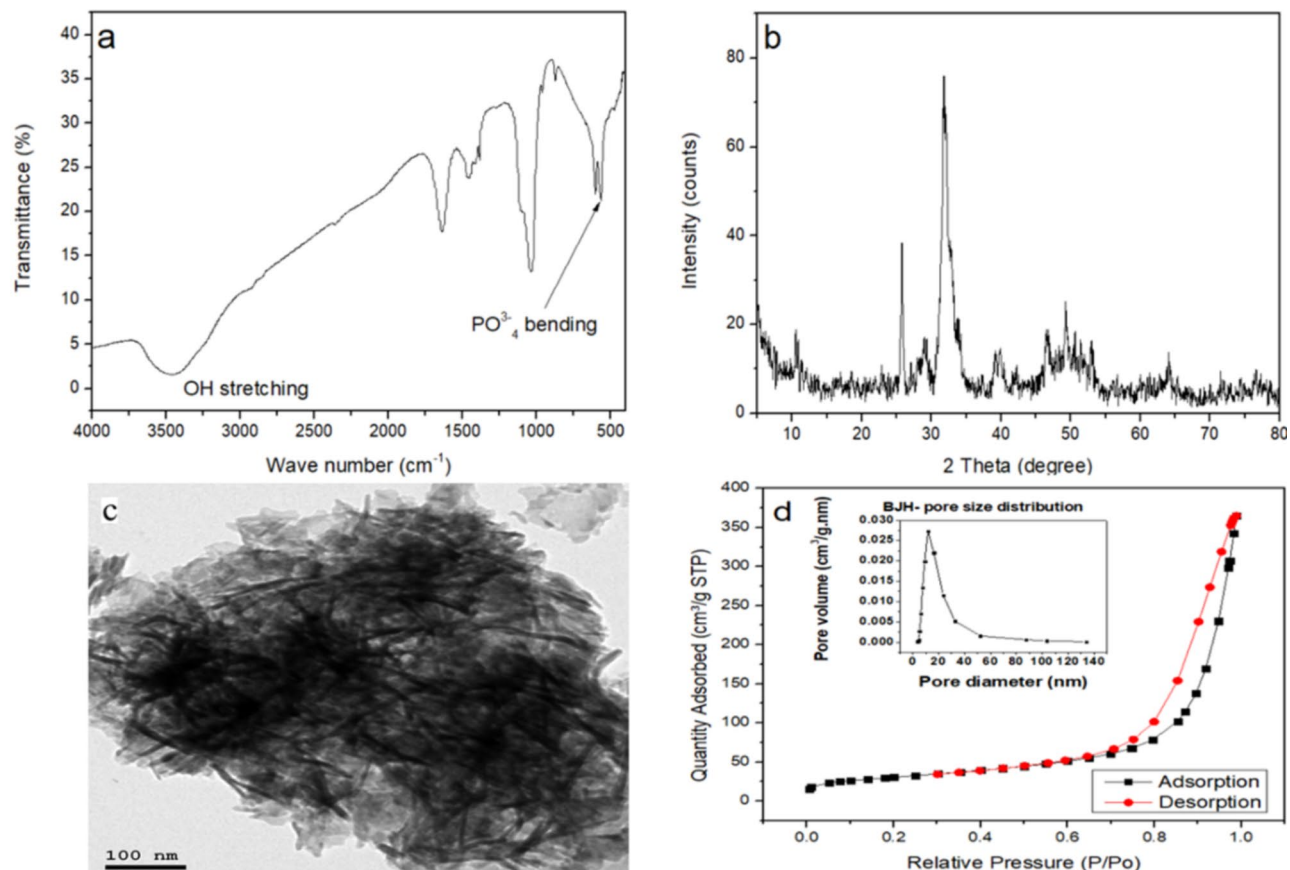 a
40
35
30
25
20
15
10
5
0
Transmittance (%)
PO³⁻₄ bending
OH stretching
4000 3500 3000 2500 2000 1500 1000 500
Wave number (cm⁻¹)
b
80
60
40
20
0
Intensity (counts)
10 20 30 40 50 60 70 80
2 Theta (degree)
c
100 nm
d
400
350
300
250
200
150
100
50
0
Quantity Adsorbed (cm³/g STP)
BJH- pore size distribution
0.030
0.025
0.020
0.015
0.010
0.005
0.000
Pore volume (cm³/g.nm)
0 20 40 60 80 100 120 140
Pore diameter (nm)
Adsorption
Desorption
0.0 0.2 0.4 0.6 0.8 1.0
Relative Pressure (P/Po)